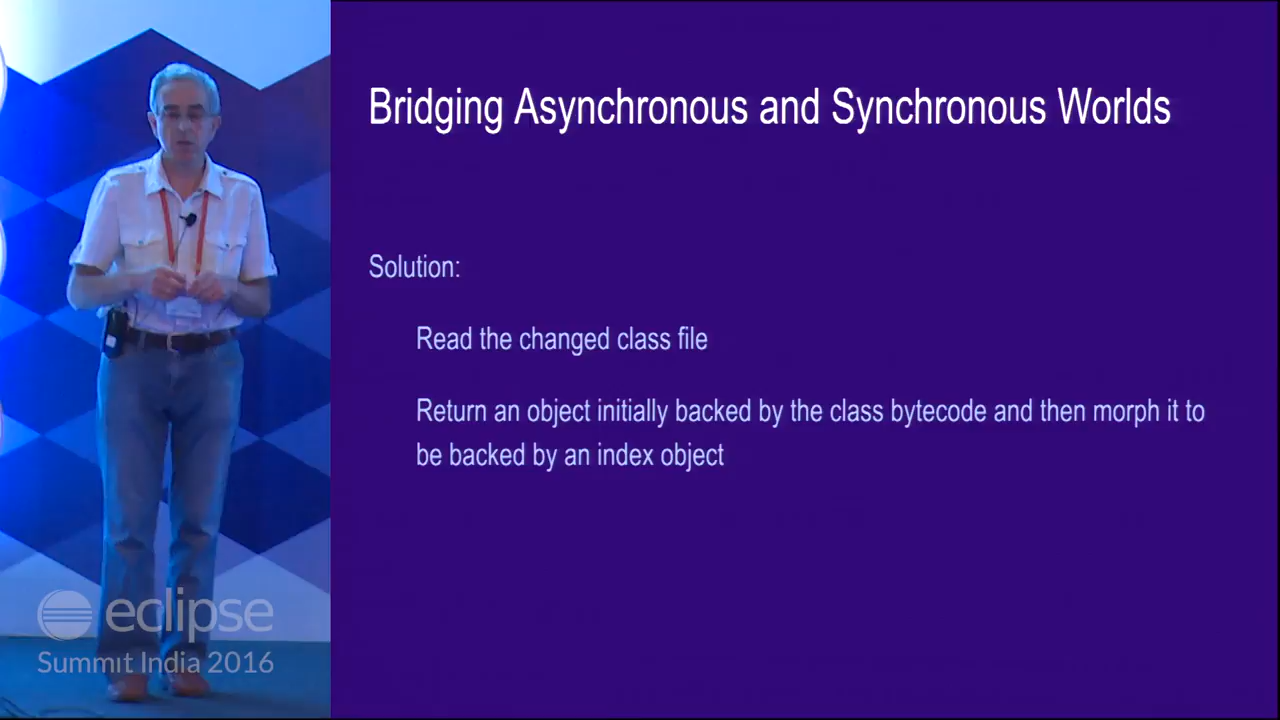 Bridging Asynchronous and Synchronous Worlds
Solution:
Read the changed class file
Return an object initially backed by the class bytecode and then morph it to
be backed by an index object
eclipse
Summit India 2016